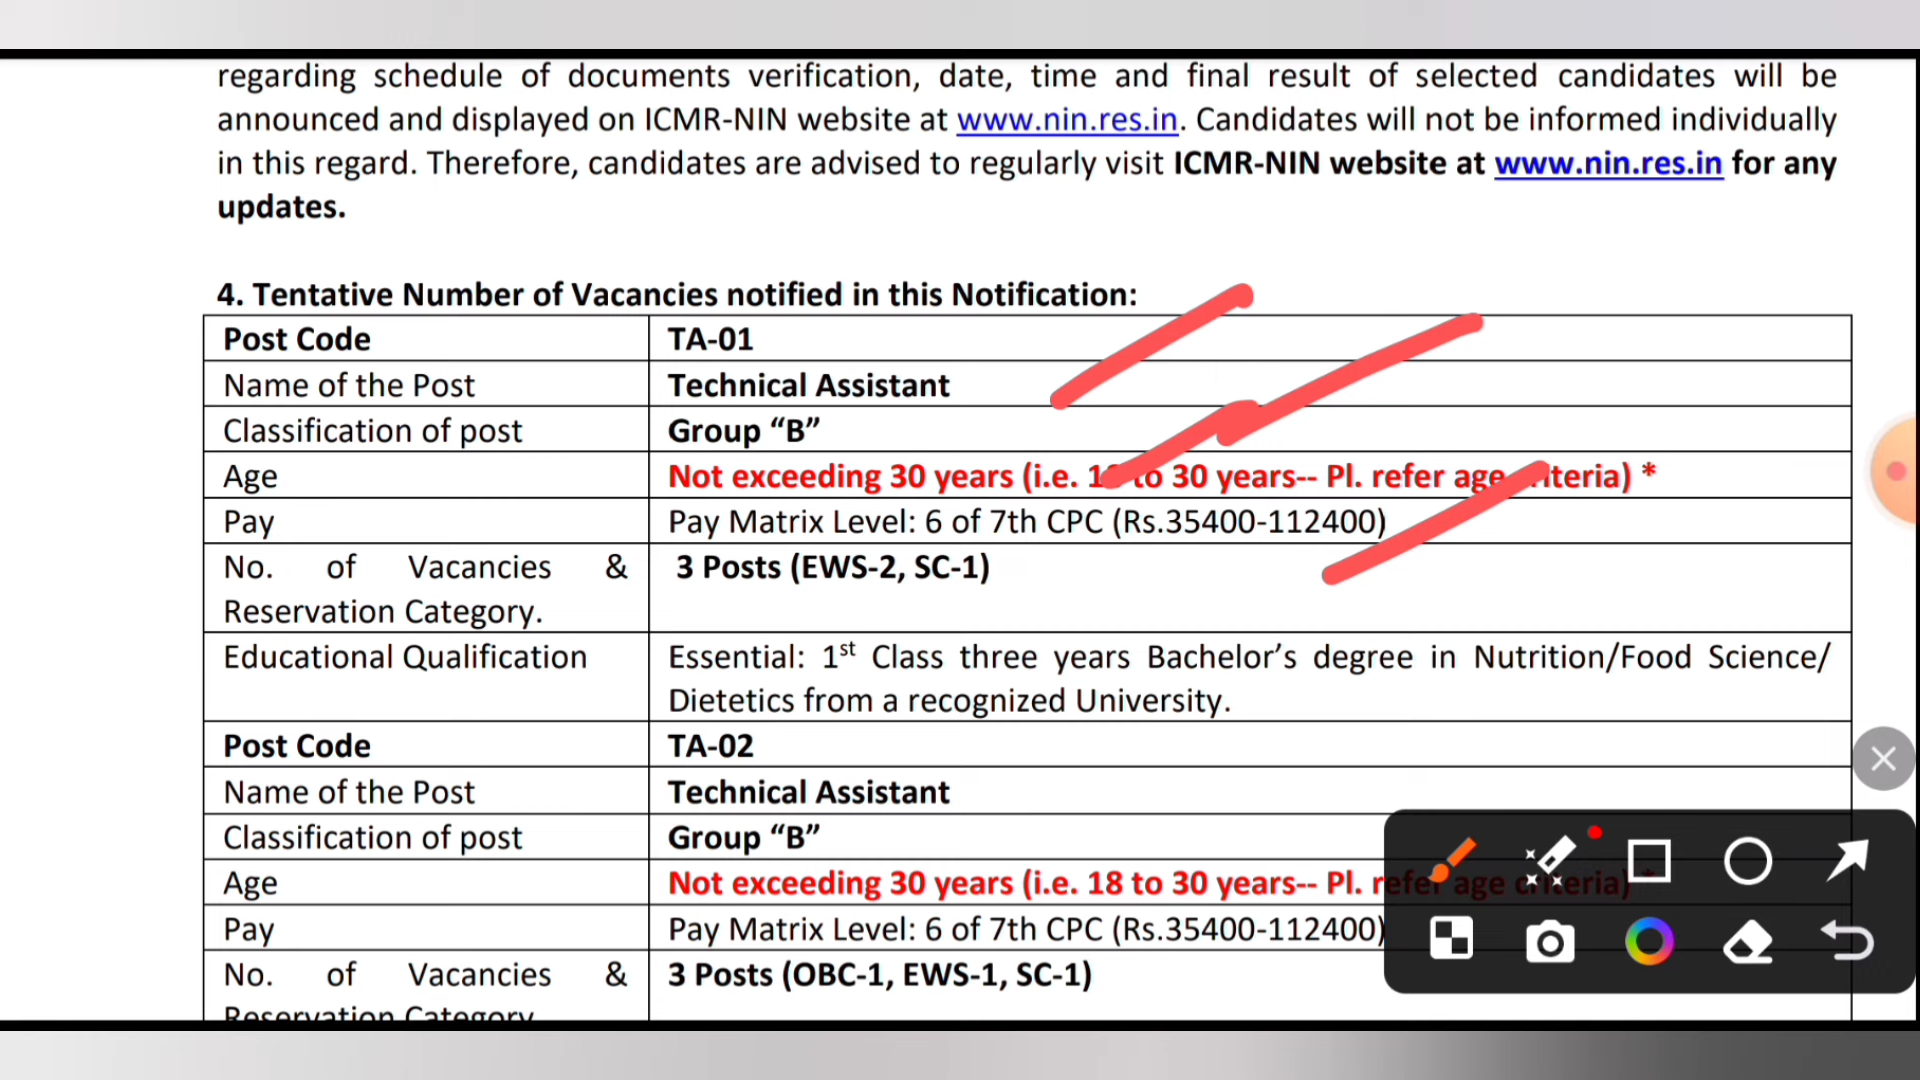 regarding schedule of documents verification, date, time and final result of selected candidates will be
announced and displayed on ICMR-NIN website at www.nin.res.in. Candidates will not be informed individually
in this regard. Therefore, candidates are advised to regularly visit ICMR-NIN website at www.nin.res.in for any
updates.
4. Tentative Number of Vacancies notified in this Notification:
Post Code TA-01
Name of the Post Technical Assistant
Classification of post Group “B”
Age Not exceeding 30 years (i.e. to 30 years-- Pl. refer age criteria) *
Pay Pay Matrix Level: 6 of 7th CPC (Rs.35400-112400)
No. of Vacancies & 3 Posts (EWS-2, SC-1)
Reservation Category.
Educational Qualification Essential: 1st Class three years Bachelor’s degree in Nutrition/Food Science/
Dietetics from a recognized University.
Post Code TA-02
Name of the Post Technical Assistant
Classification of post Group “B”
Age Not exceeding 30 years (i.e. 18 to 30 years-- Pl. refer age criteria) *
Pay Pay Matrix Level: 6 of 7th CPC (Rs.35400-112400)
No. of Vacancies & 3 Posts (OBC-1, EWS-1, SC-1)
Reservation Category